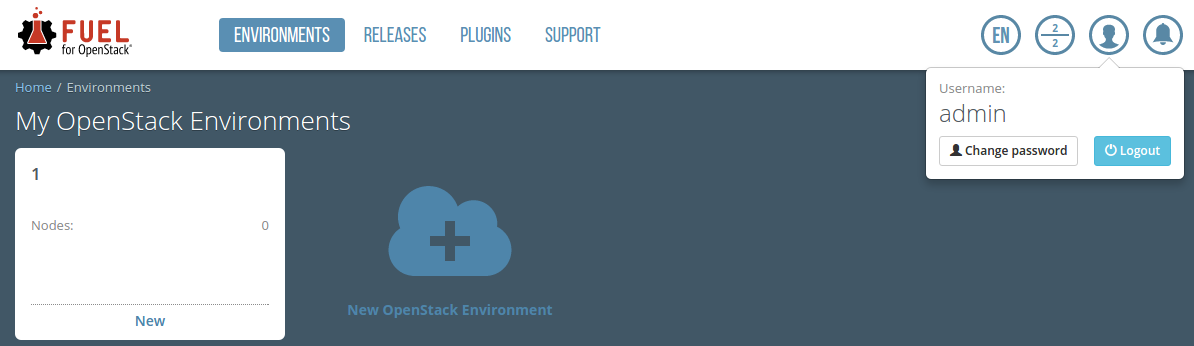 FUEL
for OpenStack®
ENVIRONMENTS RELEASES PLUGINS SUPPORT
EN
2
2
Home / Environments
My OpenStack Environments
Username:
admin
Change password Logout
1
Nodes: 0
New
New OpenStack Environment